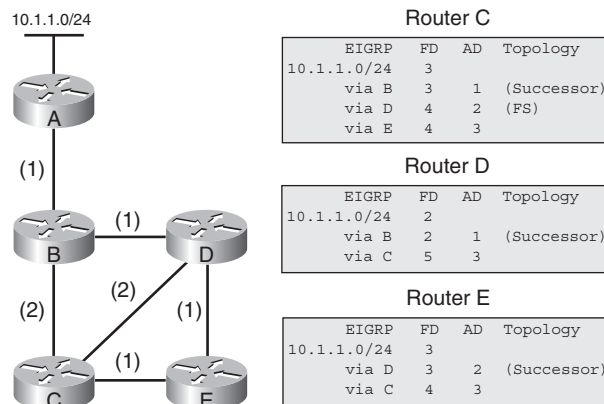 10.1.1.0/24
A
(1)
B
(1)
D
(2)
(2)
(1)
C
(1)
E
Router C
EIGRP FD AD Topology
10.1.1.0/24 3
via B 3 1 (Successor)
via D 4 2 (FS)
via E 4 3
Router D
EIGRP FD AD Topology
10.1.1.0/24 2
via B 2 1 (Successor)
via C 5 3
Router E
EIGRP FD AD Topology
10.1.1.0/24 3
via D 3 2 (Successor)
via C 4 3